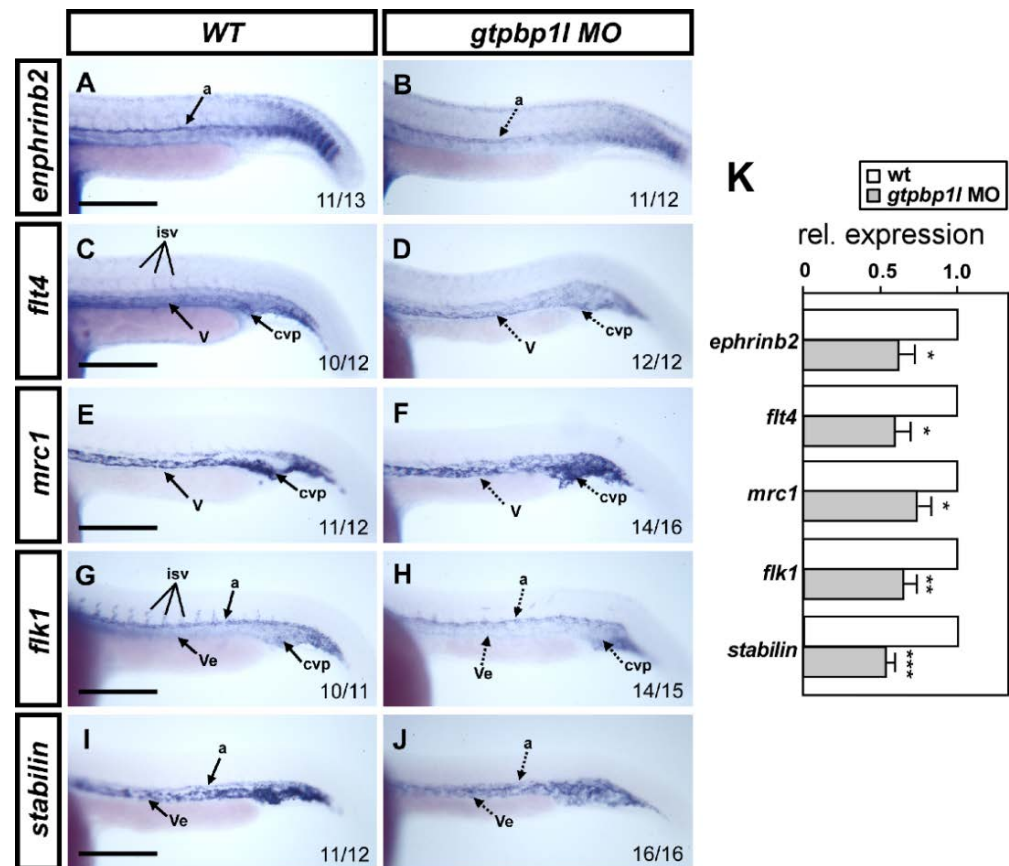 WT
gtpbp1l MO
enphrinb2
A
a
11/13
B
a
11/12
flt4
C
isv
V
cvp
10/12
D
V
cvp
12/12
mrc1
E
V
cvp
11/12
F
V
cvp
14/16
flk1
G
isv
a
Ve
cvp
10/11
H
a
Ve
cvp
14/15
stabilin
I
a
Ve
11/12
J
a
Ve
16/16
K
wt
gtpbp1l MO
rel. expression
0 0.5 1.0
ephrinb2
*
flt4
*
mrc1
*
flk1
**
stabilin
***